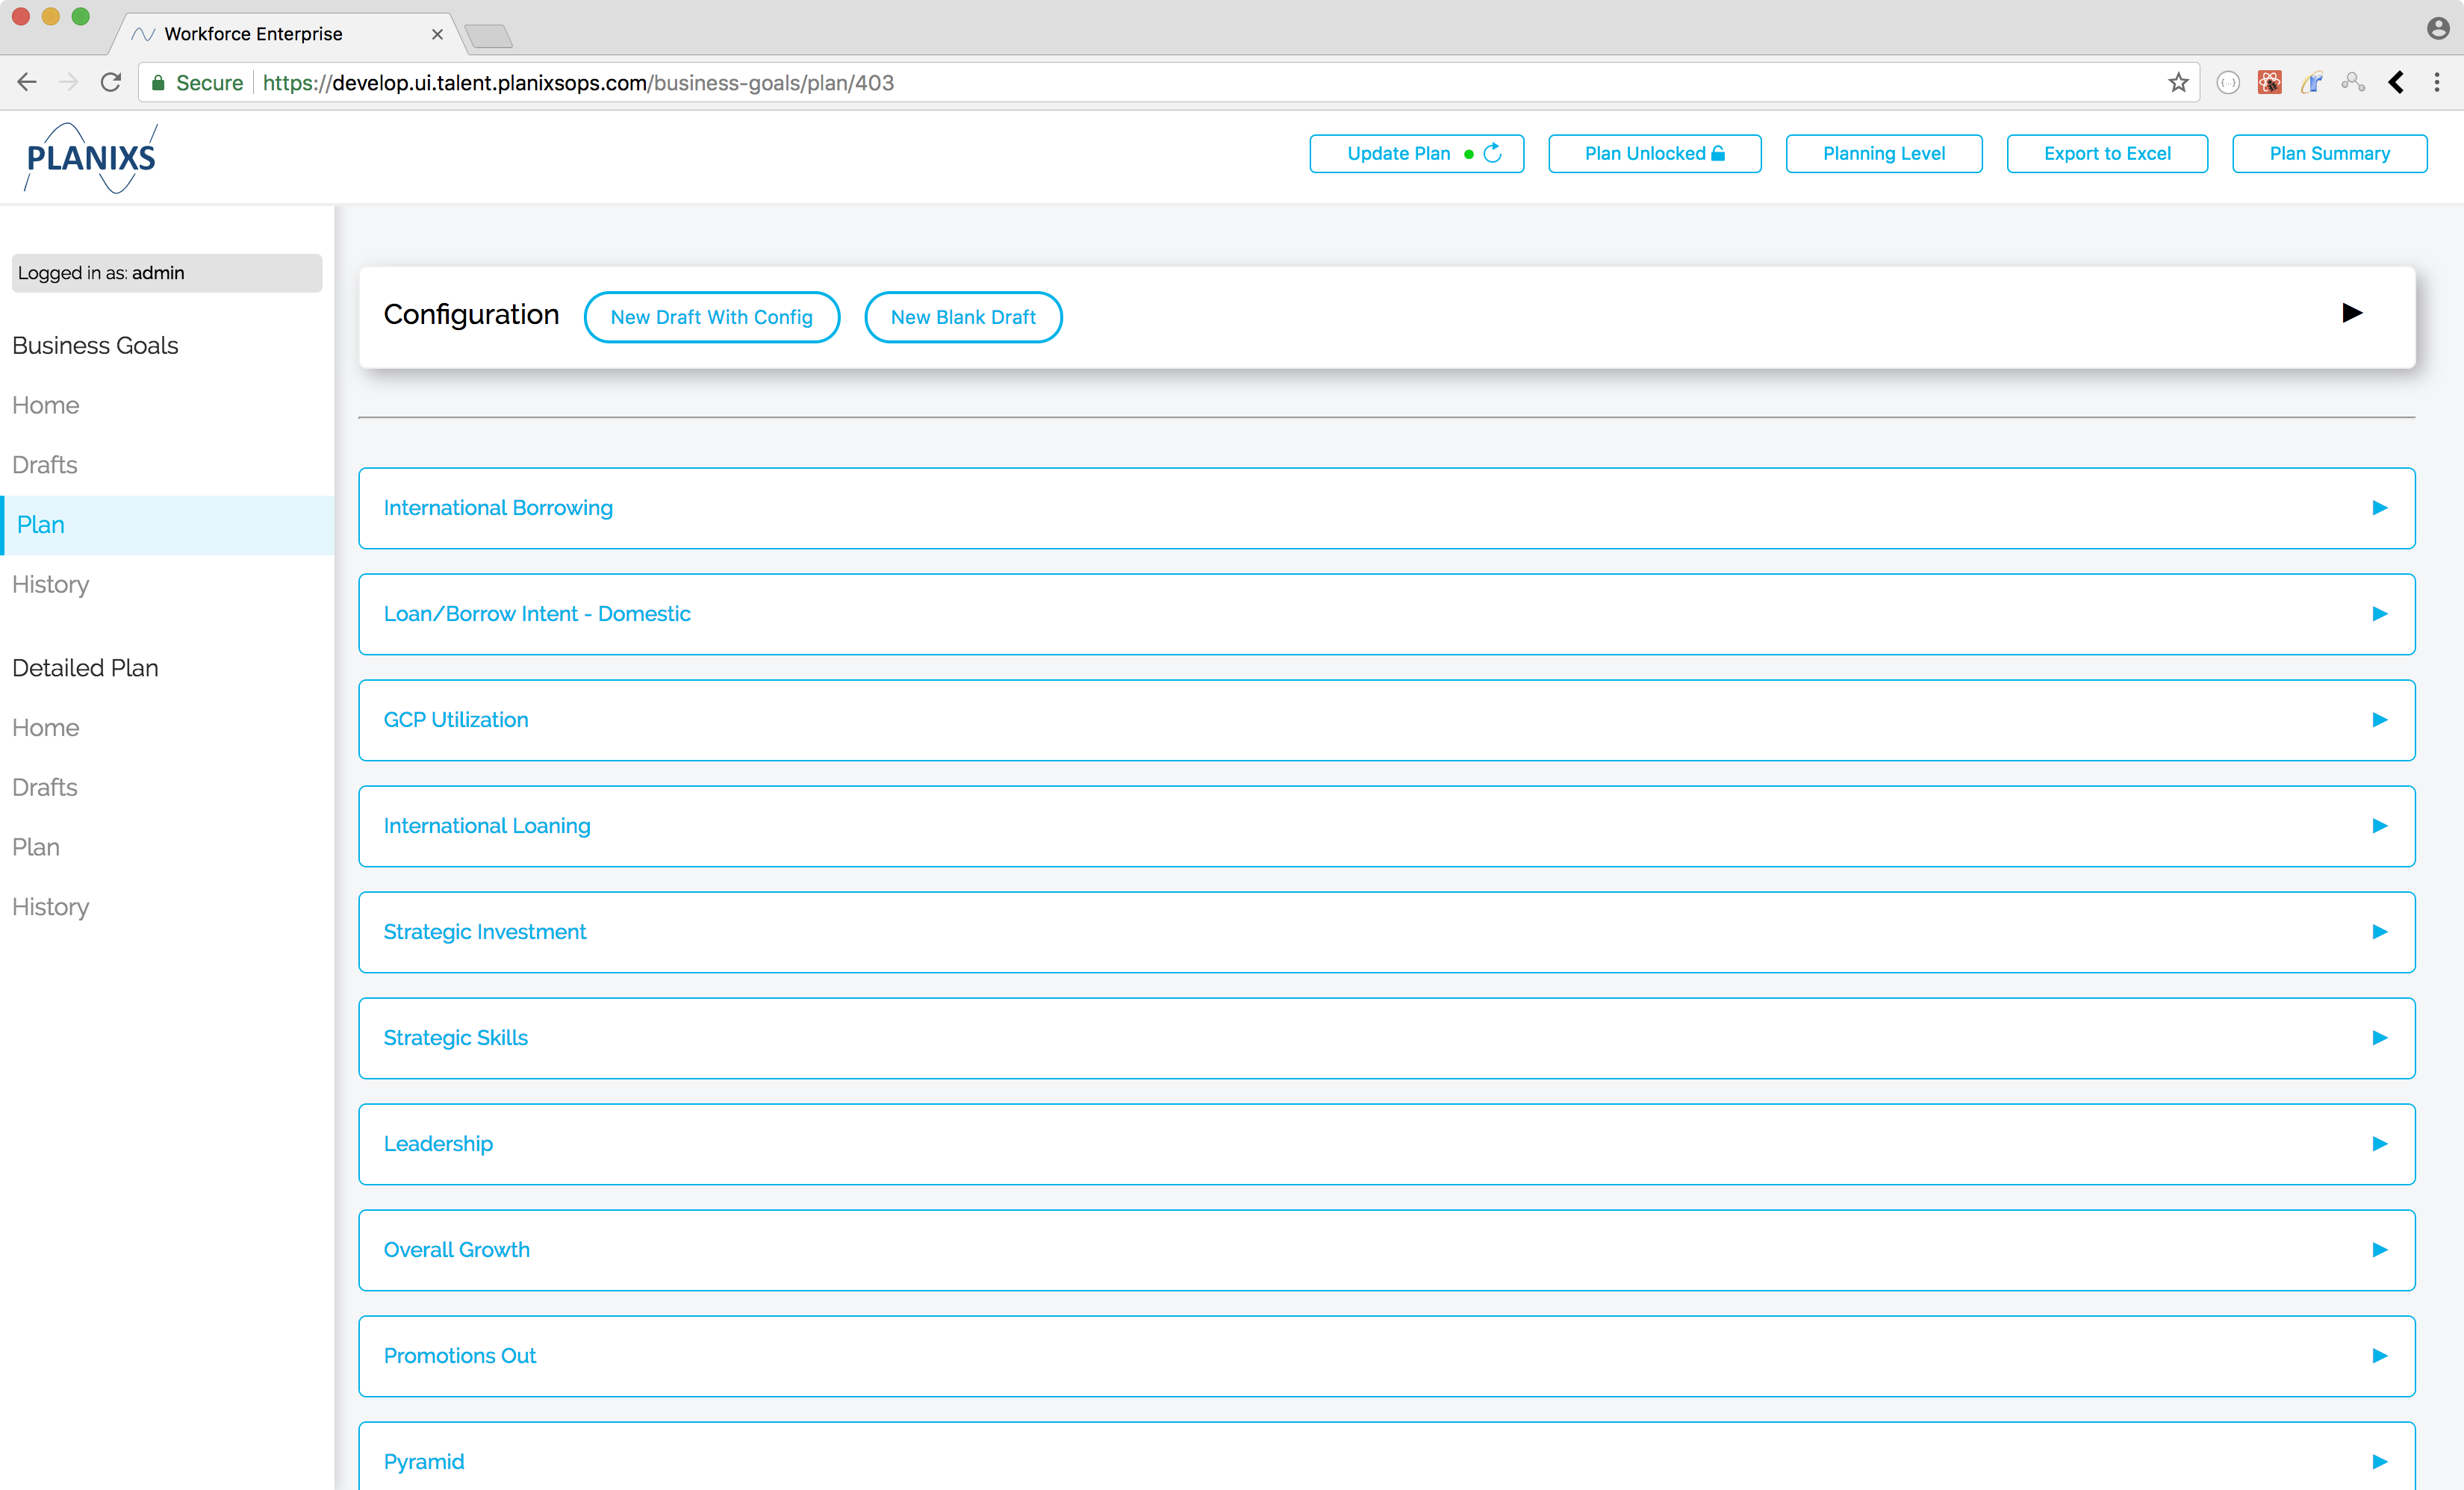 Workforce Enterprise
Secure https://develop.ui.talent.planixsops.com/business-goals/plan/403
PLANIXS
Update Plan
Plan Unlocked
Planning Level
Export to Excel
Plan Summary
Logged in as: admin
Business Goals
Home
Drafts
Plan
History
Detailed Plan
Home
Drafts
Plan
History
Configuration
New Draft With Config
New Blank Draft
International Borrowing
Loan/Borrow Intent - Domestic
GCP Utilization
International Loaning
Strategic Investment
Strategic Skills
Leadership
Overall Growth
Promotions Out
Pyramid